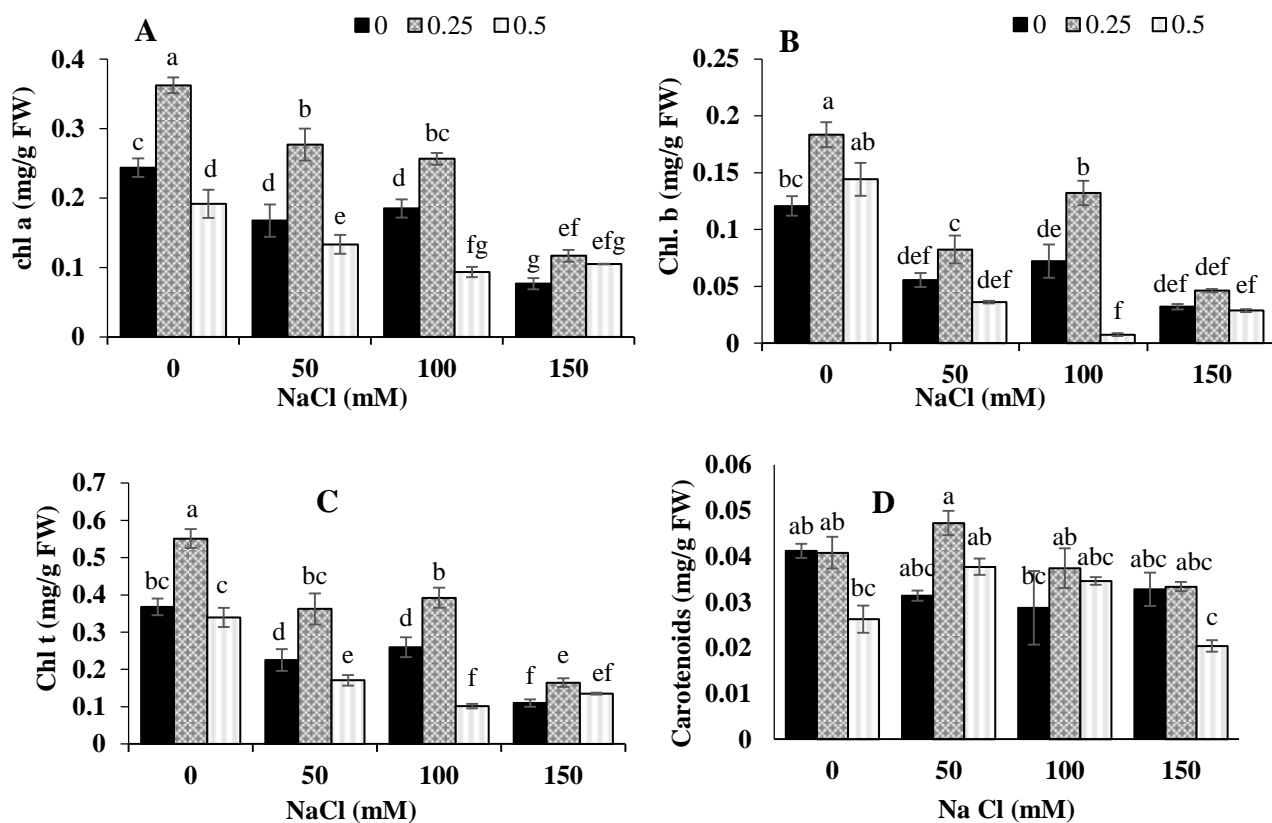 A
■0 0.25 0.5
chl a (mg/g FW)
0.4
0.3
0.2
0.1
0
c a d
d b e
d bc fg
g ef efg
0 50 100 150
NaCl (mM)
B
■0 0.25 0.5
Chl. b (mg/g FW)
0.25
0.2
0.15
0.1
0.05
0
bc a ab
def c def
de b f
def def ef
0 50 100 150
NaCl (mM)
C
Chl t (mg/g FW)
0.7
0.6
0.5
0.4
0.3
0.2
0.1
0
bc a c
d bc e
d b f
f e ef
0 50 100 150
NaCl (mM)
D
Carotenoids (mg/g FW)
0.06
0.05
0.04
0.03
0.02
0.01
0
ab ab bc
abc a ab
bc ab abc
abc abc c
0 50 100 150
Na Cl (mM)